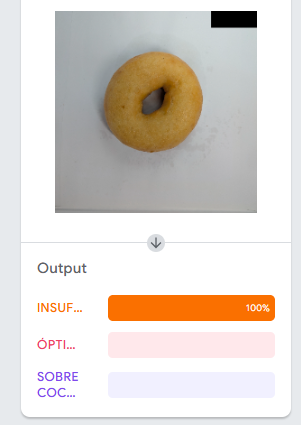 Output
INSUF...
100%
ÓPTI...
SOBRE
COC...